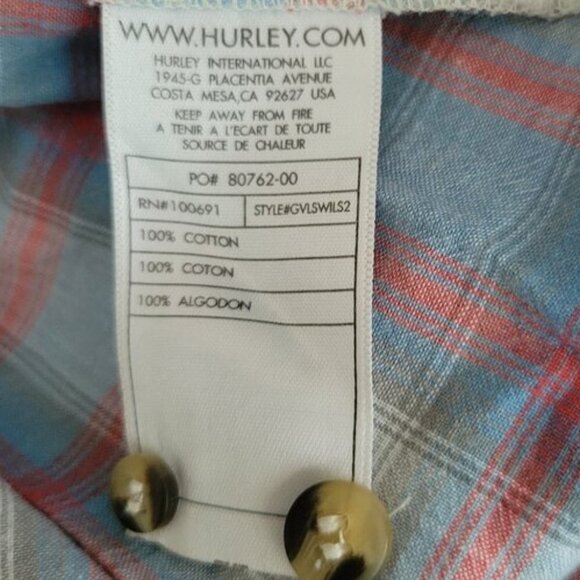 WWW.HURLEY.COM
HURLEY INTERNATIONAL LLC
1945-G PLACENTIA AVENUE
COSTA MESA,CA 92627 USA
KEEP AWAY FROM FIRE
A TENIR A L'ECART DE TOUTE
SOURCE DE CHALEUR
PO# 80762-00
RN#100691 STYLE#GVLSWILS2
100% COTTON
100% COTON
100% ALGODON